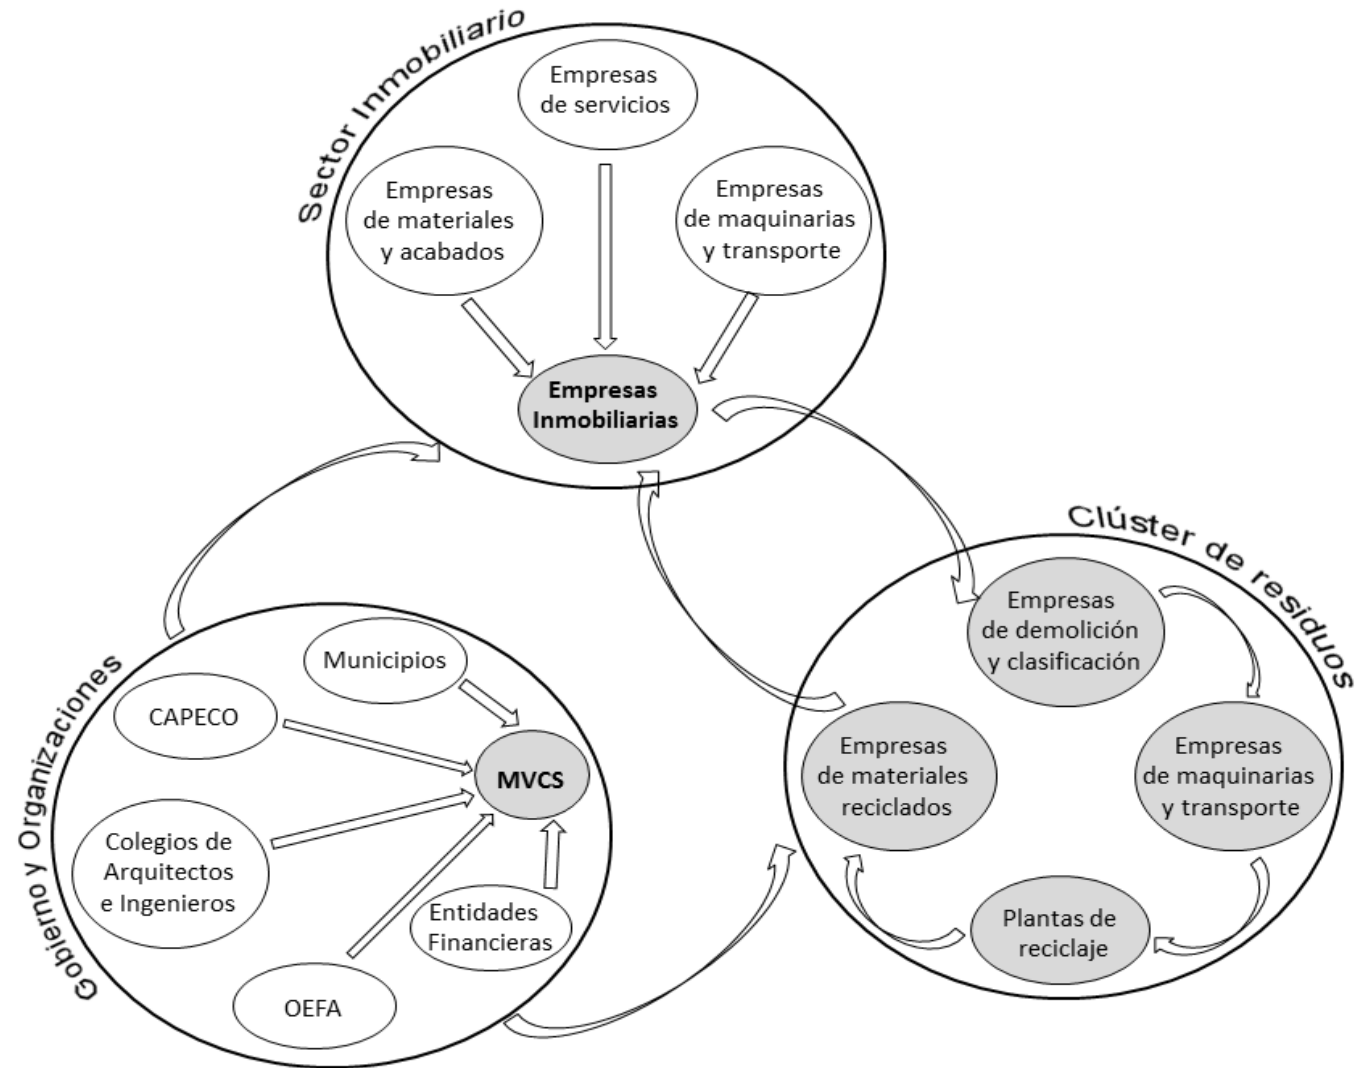 Sector Inmobiliario
Empresas
de servicios
Empresas
de materiales
y acabados
Empresas
de maquinarias
y transporte
Empresas
Inmobiliarias
Clúster de residuos
Empresas
de demolición
y clasificación
Empresas
de materiales
reciclados
Empresas
de maquinarias
y transporte
Plantas de
reciclaje
Gobierno y Organizaciones
Municipios
CAPECO
MVCS
Colegios de
Arquitectos
e Ingenieros
Entidades
Financieras
OEFA